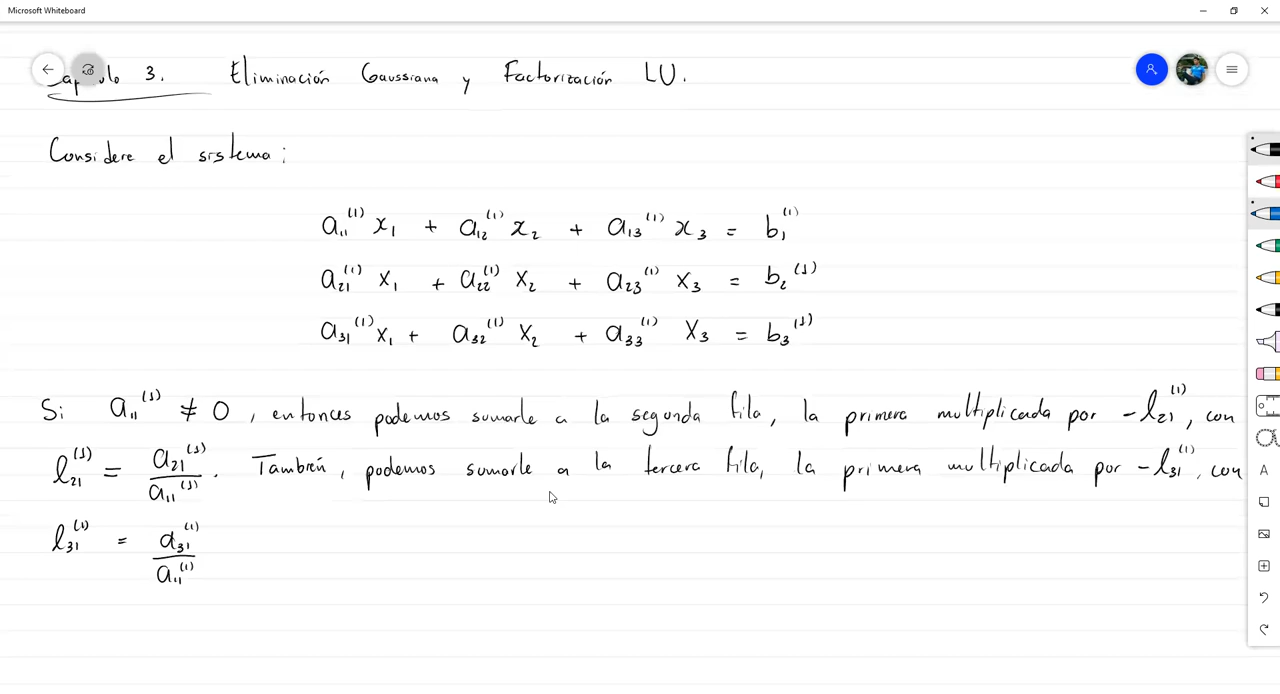 Microsoft Whiteboard
Capítulo 3. Eliminación Gaussiana y Factorización LU.
Considere el sistema:
a₁₁⁽¹⁾ x₁ + a₁₂⁽¹⁾ x₂ + a₁₃⁽¹⁾ x₃ = b₁⁽¹⁾
a₂₁⁽¹⁾ x₁ + a₂₂⁽¹⁾ x₂ + a₂₃⁽¹⁾ x₃ = b₂⁽¹⁾
a₃₁⁽¹⁾ x₁ + a₃₂⁽¹⁾ x₂ + a₃₃⁽¹⁾ x₃ = b₃⁽¹⁾
Si a₁₁⁽¹⁾ ≠ 0, entonces podemos sumarle a la segunda fila, la primera multiplicada por -l₂₁⁽¹⁾, con
l₂₁⁽¹⁾ = a₂₁⁽¹⁾/a₁₁⁽¹⁾. También, podemos sumarle a la tercera fila, la primera multiplicada por -l₃₁⁽¹⁾, con
l₃₁⁽¹⁾ = a₃₁⁽¹⁾/a₁₁⁽¹⁾